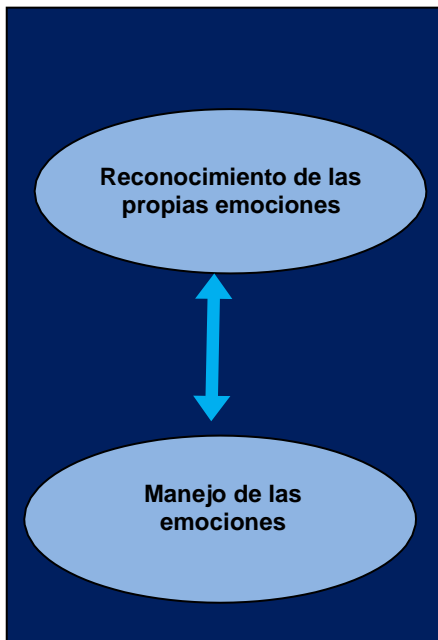 Reconocimiento de las
propias emociones
Manejo de las
emociones